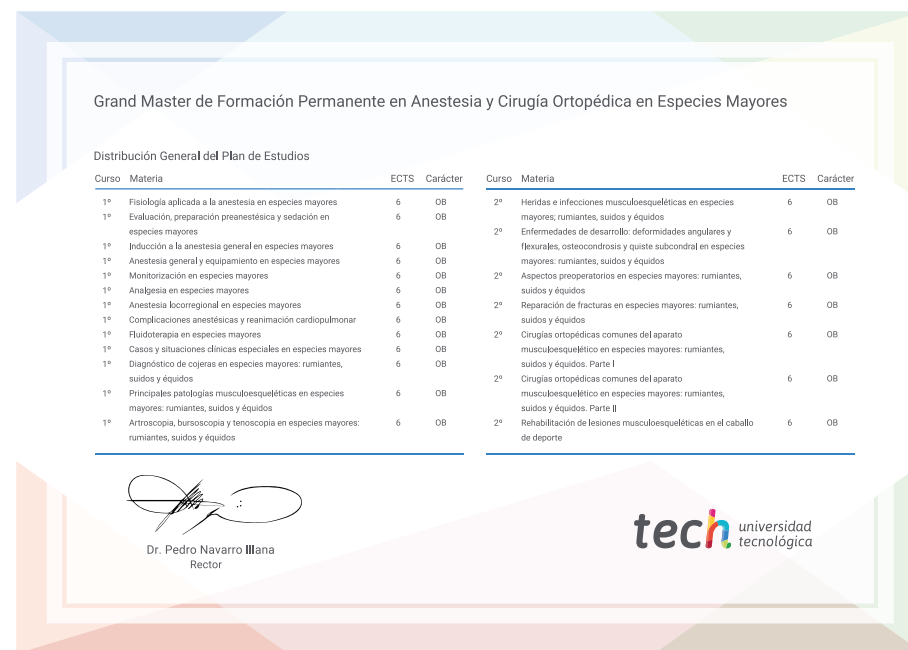 Grand Master de Formación Permanente en Anestesia y Cirugía Ortopédica en Especies Mayores
Distribución General del Plan de Estudios
Curso Materia ECTS Carácter
1º Fisiología aplicada a la anestesia en especies mayores 6 OB
1º Evaluación, preparación preanestésica y sedación en 6 OB
especies mayores
1º Inducción a la anestesia general en especies mayores 6 OB
1º Anestesia general y equipamiento en especies mayores 6 OB
1º Monitorización en especies mayores 6 OB
1º Analgesia en especies mayores 6 OB
1º Anestesia locorregional en especies mayores 6 OB
1º Complicaciones anestésicas y reanimación cardiopulmonar 6 OB
1º Fluidoterapia en especies mayores 6 OB
1º Casos y situaciones clínicas especiales en especies mayores 6 OB
1º Diagnóstico de cojeras en especies mayores: rumiantes, 6 OB
suidos y équidos
1º Principales patologías musculoesqueléticas en especies 6 OB
mayores: rumiantes, suidos y équidos
1º Artroscopia, bursoscopia y tenoscopia en especies mayores: 6 OB
rumiantes, suidos y équidos
Curso Materia ECTS Carácter
2º Heridas e infecciones musculoesqueléticas en especies 6 OB
mayores; rumiantes, suidos y équidos
2º Enfermedades de desarrollo: deformidades angulares y 6 OB
flexurales, osteocondrosis y quiste subcondral en especies
mayores: rumiantes, suidos y équidos
2º Aspectos preoperatorios en especies mayores: rumiantes, 6 OB
suidos y équidos
2º Reparación de fracturas en especies mayores: rumiantes, 6 OB
suidos y équidos
2º Cirugías ortopédicas comunes del aparato 6 OB
musculoesquelético en especies mayores: rumiantes,
suidos y équidos. Parte I
2º Cirugías ortopédicas comunes del aparato 6 OB
musculoesquelético en especies mayores: rumiantes,
suidos y équidos. Parte II
2º Rehabilitación de lesiones musculoesqueléticas en el caballo 6 OB
de deporte
Dr. Pedro Navarro Illana
Rector
tech universidad
tecnológica